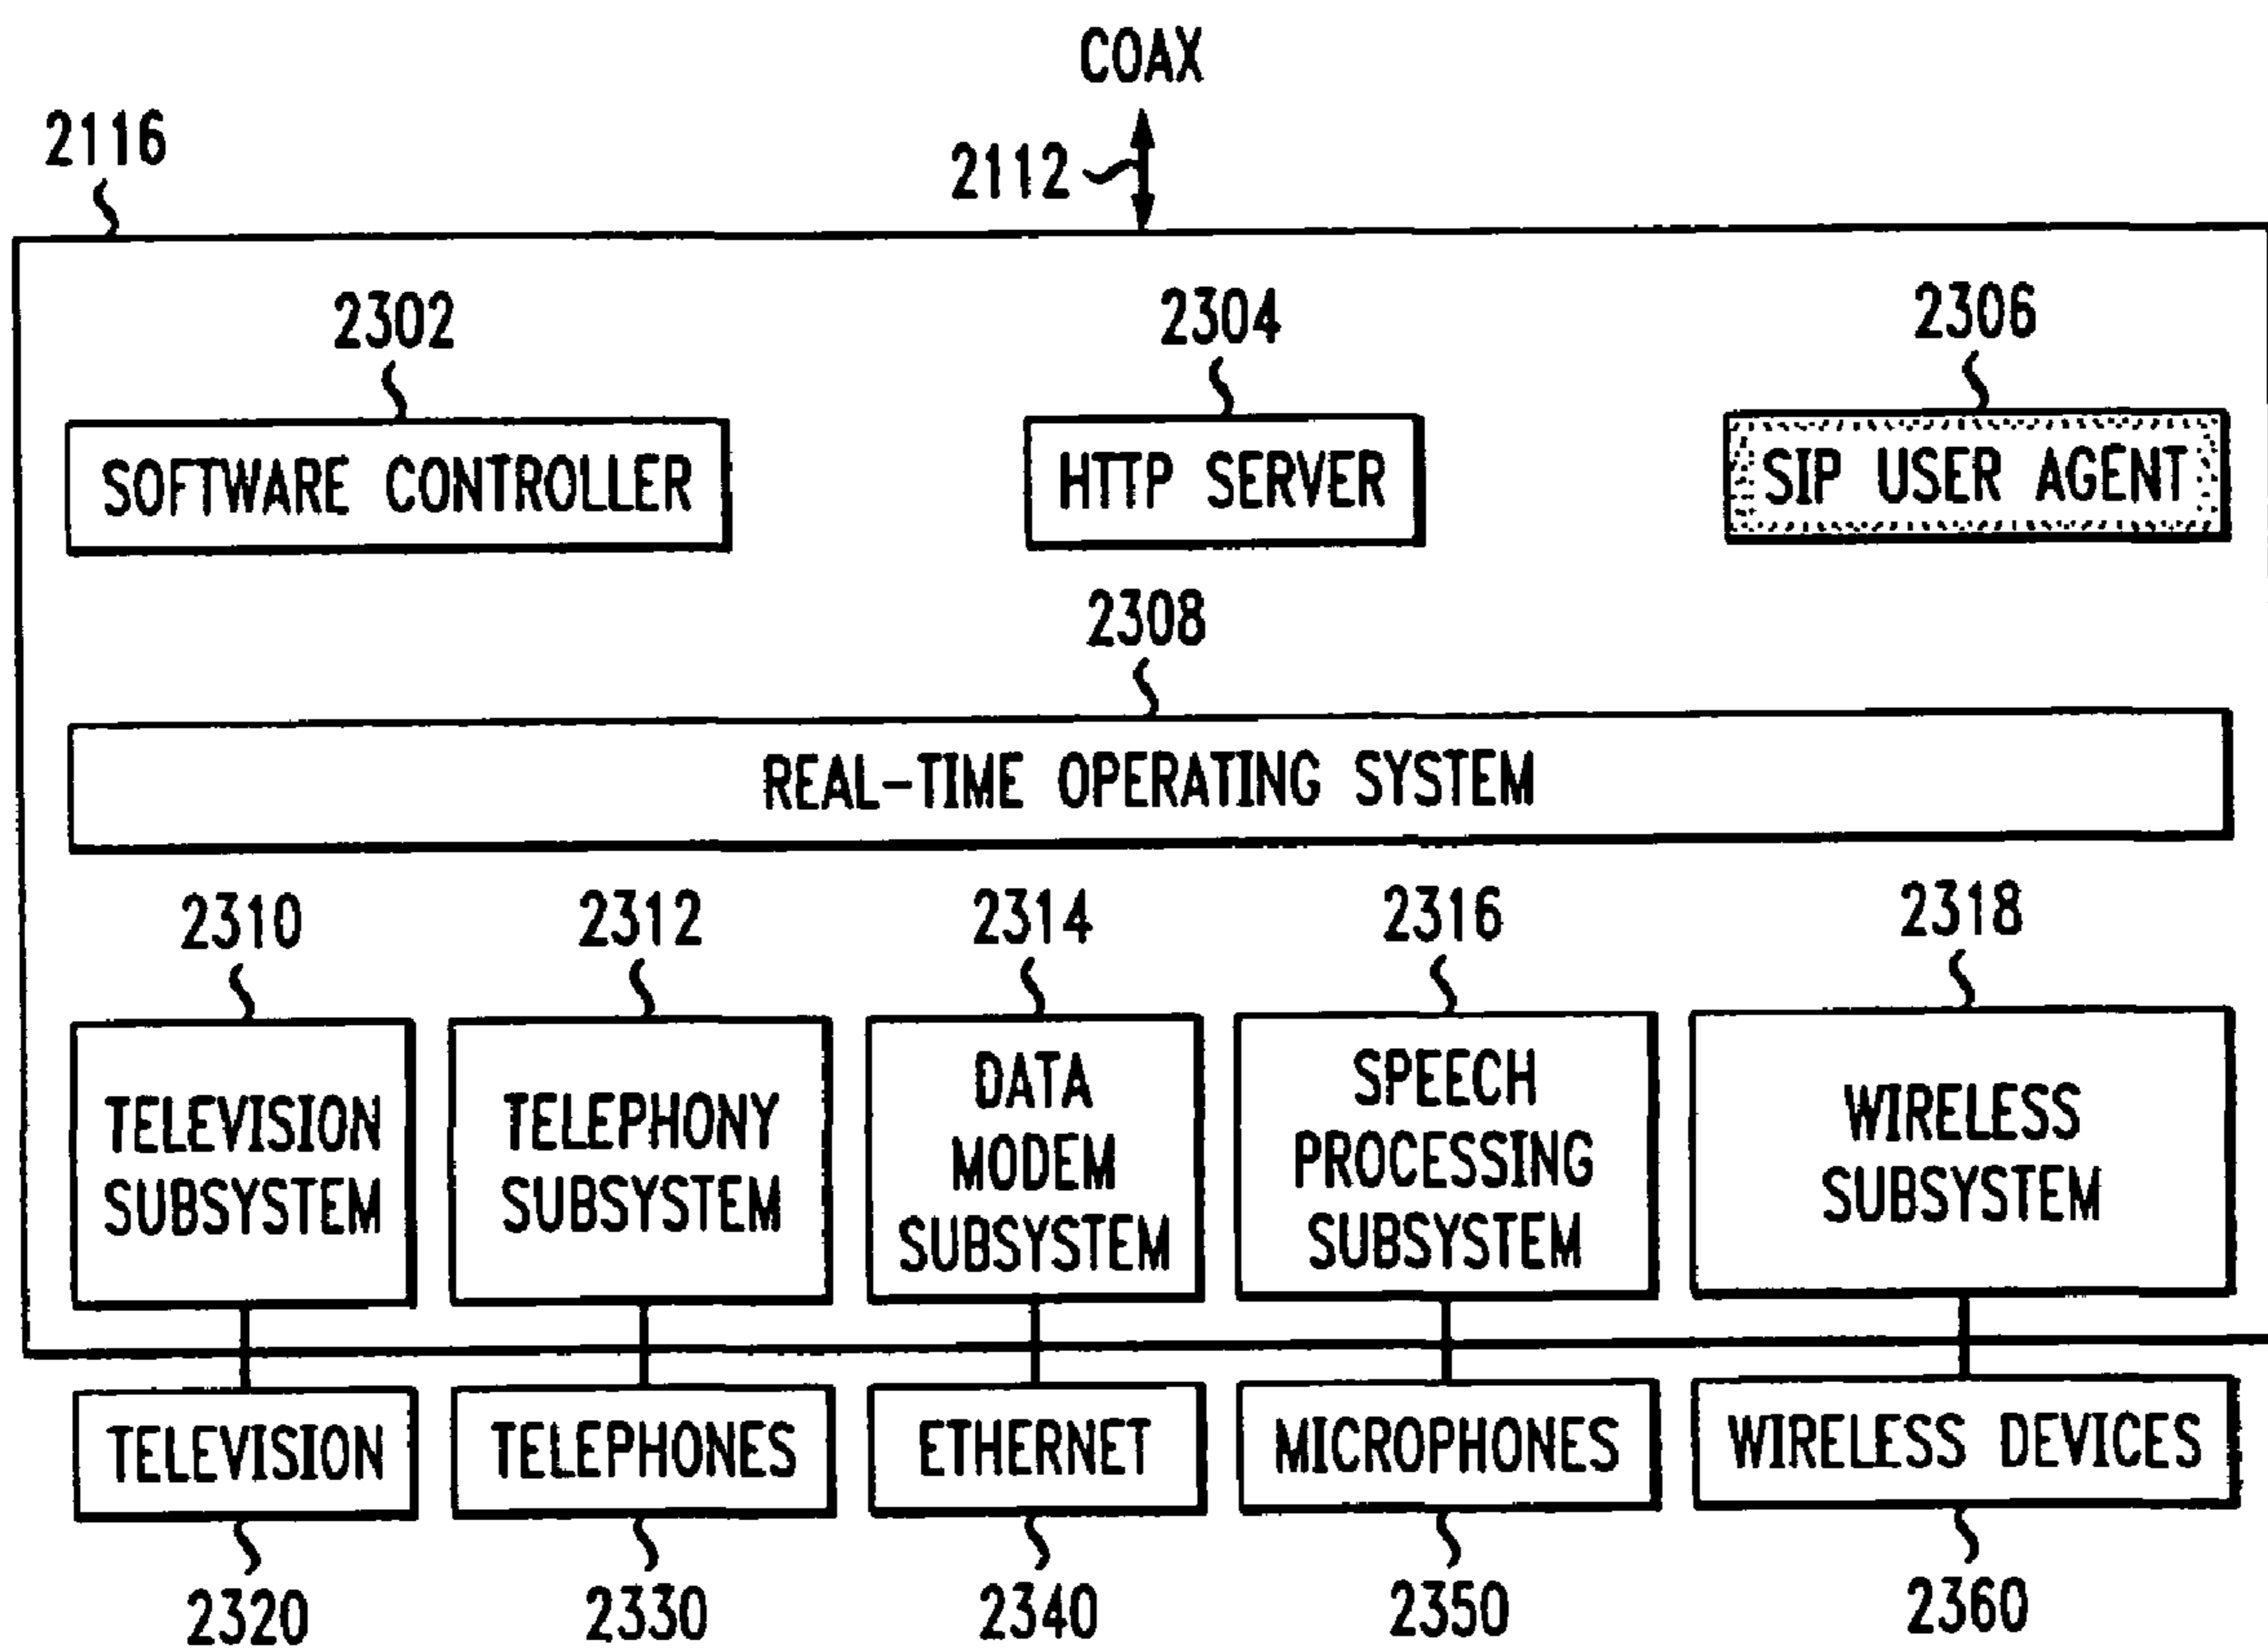 COAX
2116
2112
2302
2304
2306
SOFTWARE CONTROLLER
HTTP SERVER
SIP USER AGENT
2308
REAL-TIME OPERATING SYSTEM
2310
2312
2314
2316
2318
TELEVISION
SUBSYSTEM
TELEPHONY
SUBSYSTEM
DATA
MODEM
SUBSYSTEM
SPEECH
PROCESSING
SUBSYSTEM
WIRELESS
SUBSYSTEM
TELEVISION
TELEPHONES
ETHERNET
MICROPHONES
WIRELESS DEVICES
2320
2330
2340
2350
2360